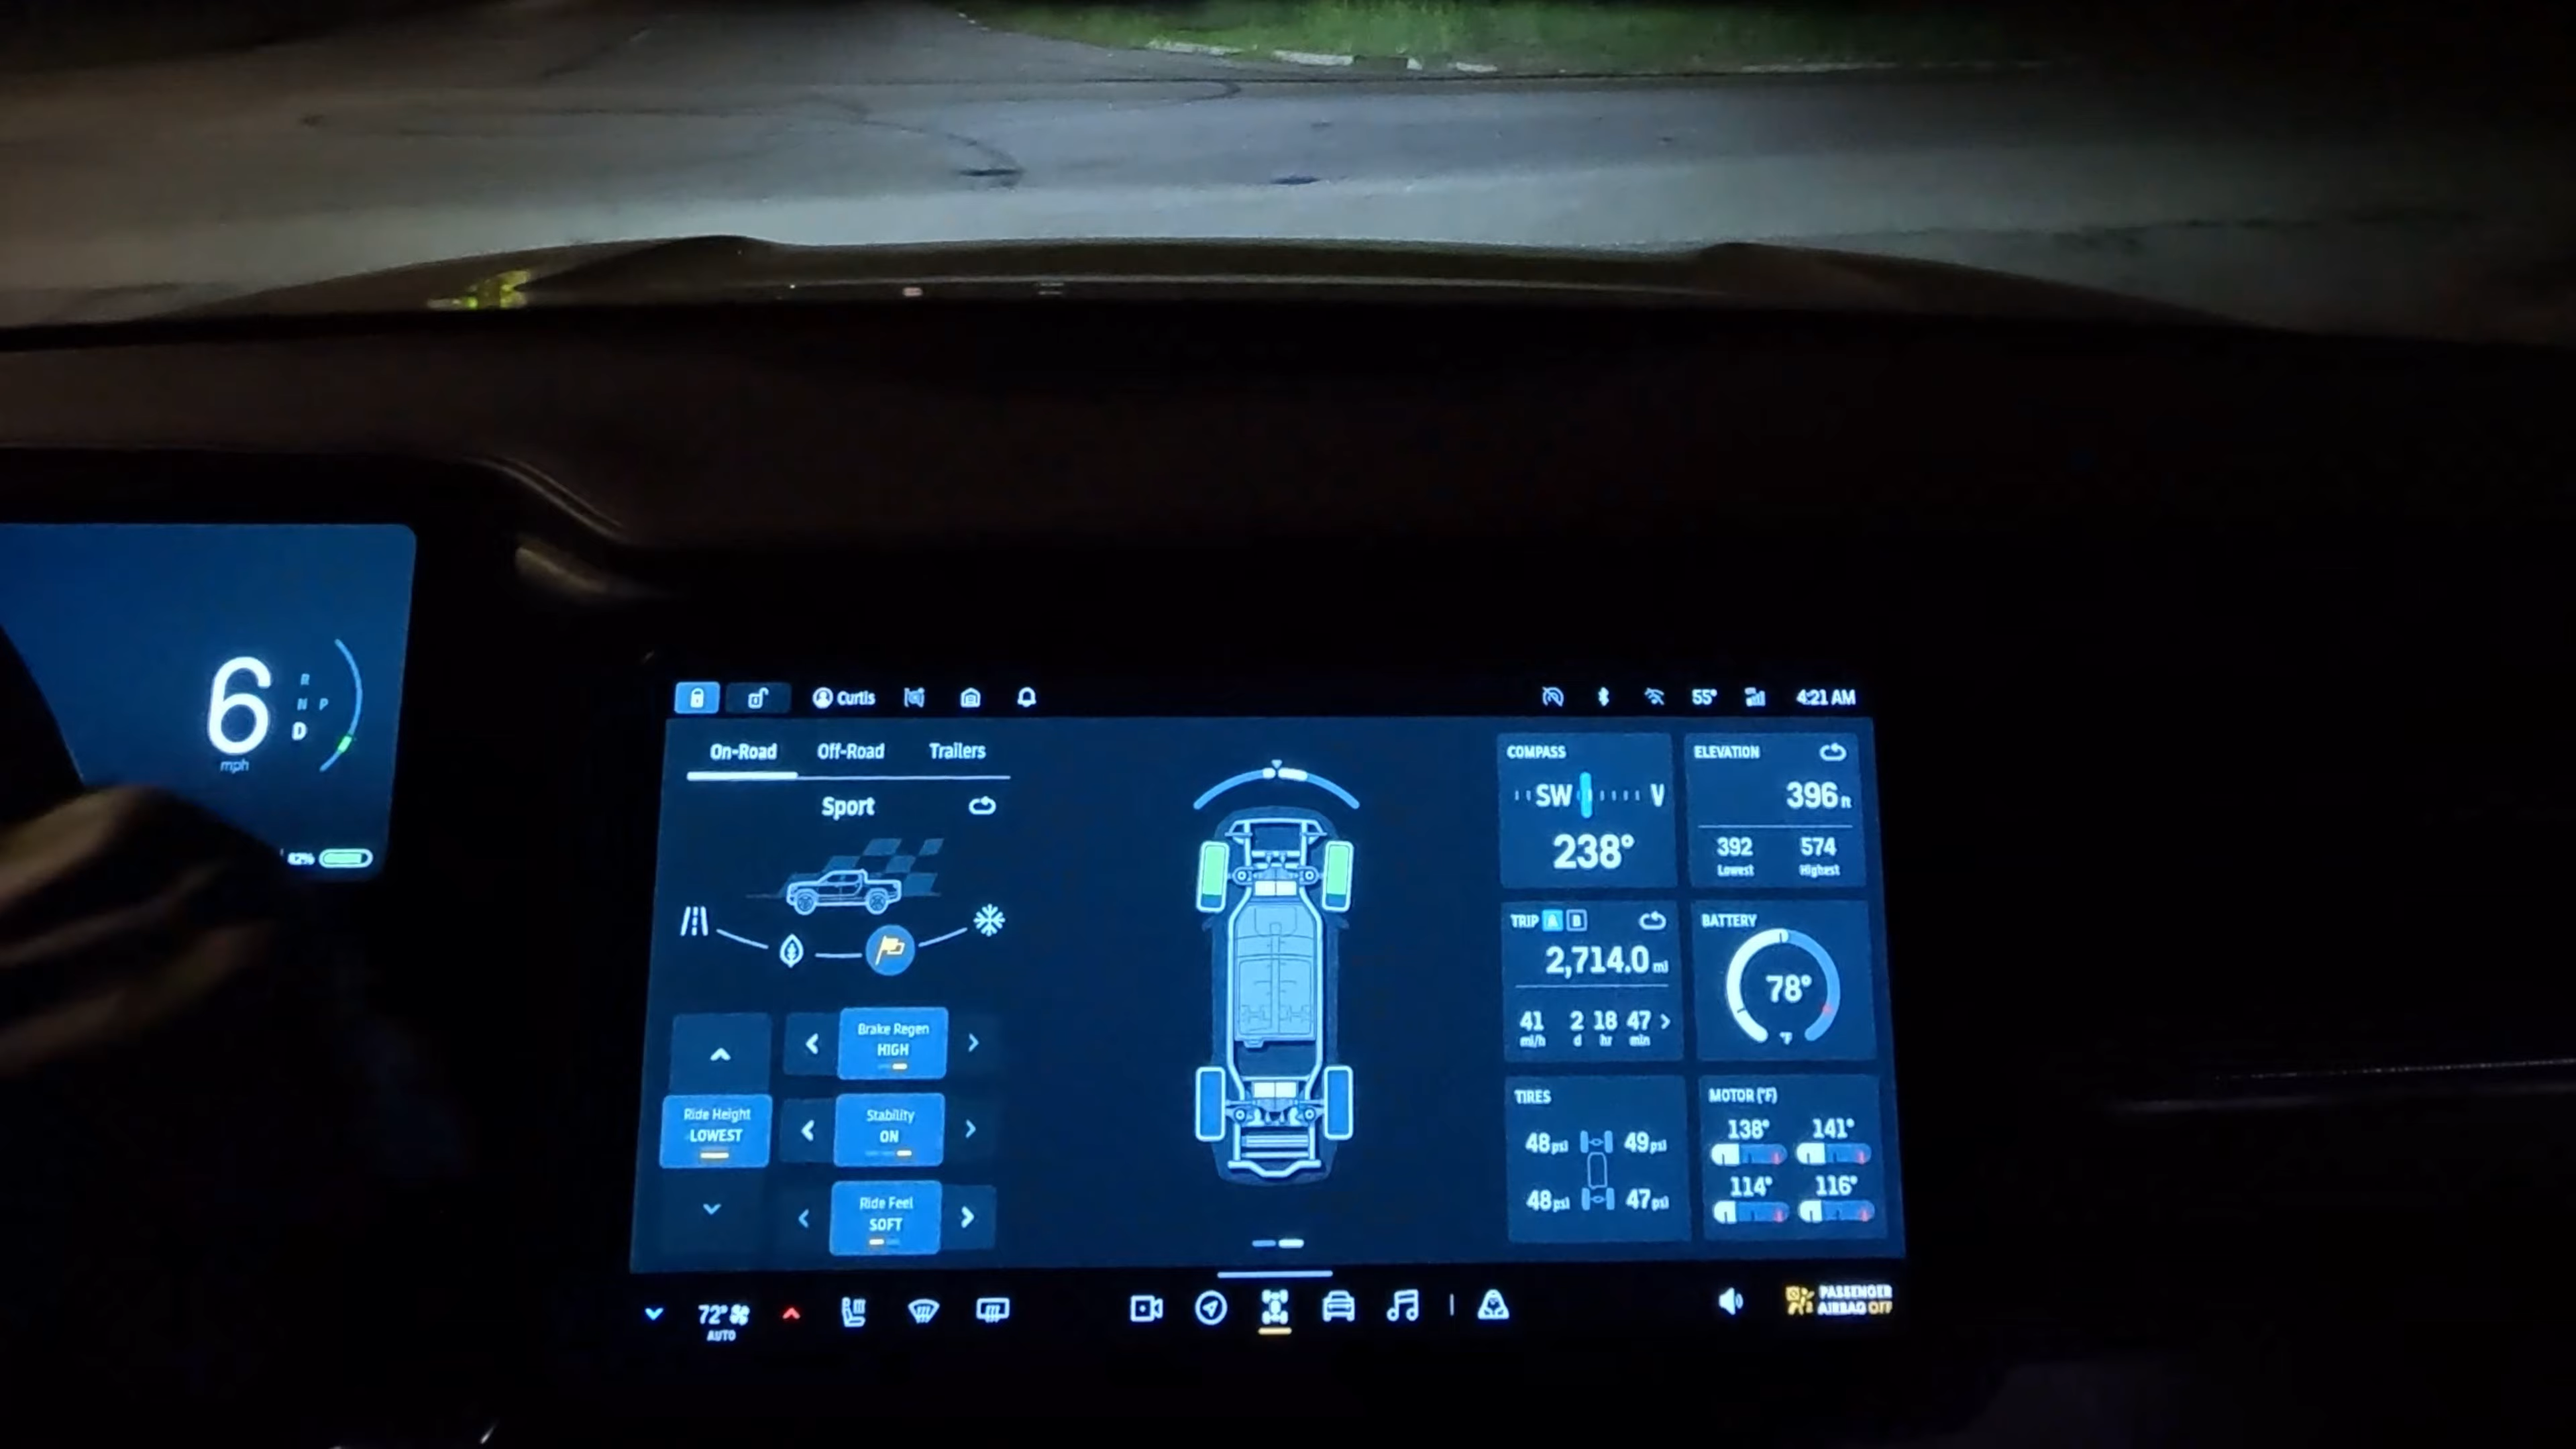 6
R
N P
D
mph
82%
Curtis
55°
4:21 AM
On-Road Off-Road Trailers
Sport
Brake Regen
HIGH
Ride Height
LOWEST
Stability
ON
Ride Feel
SOFT
COMPASS
SW
238°
ELEVATION
396 ft
392 574
Lowest Highest
TRIP A B
2,714.0 mi
41 2 18 47
mi/h d hr min
BATTERY
78°
°F
TIRES
48 psi 49 psi
48 psi 47 psi
MOTOR (°F)
138° 141°
114° 116°
72°
AUTO
PASSENGER
AIRBAG OFF